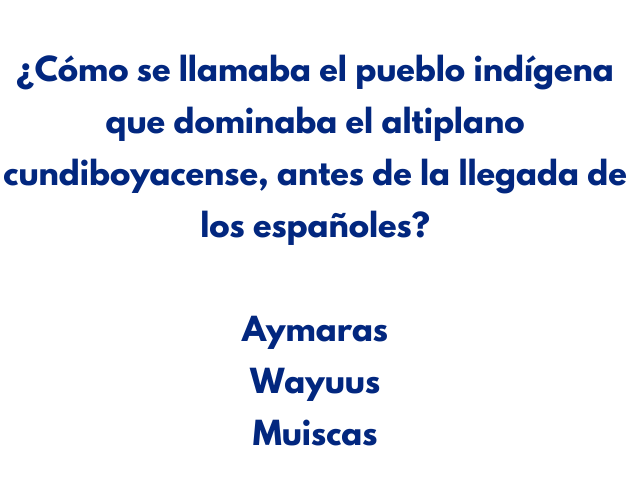 ¿Cómo se llamaba el pueblo indígena
que dominaba el altiplano
cundiboyacense, antes de la llegada de
los españoles?
Aymaras
Wayuus
Muiscas